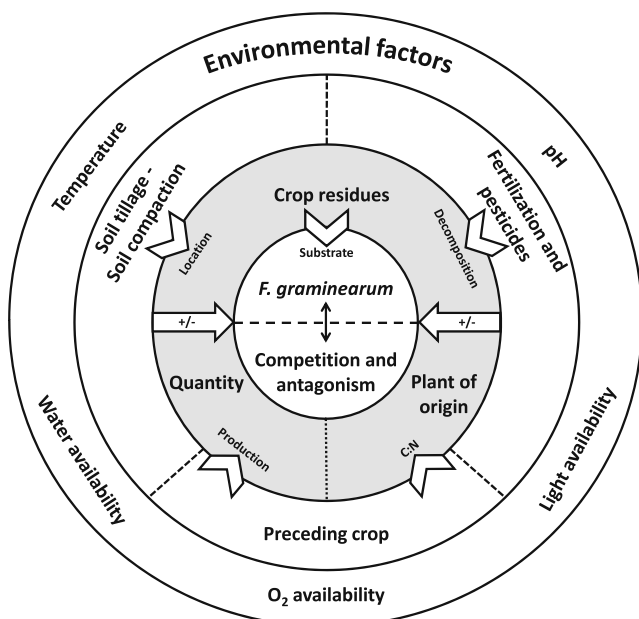 Environmental factors
Temperature
pH
Soil tillage -
Soil compaction
Fertilization and
pesticides
Crop residues
Location
Decomposition
Substrate
F. graminearum
+/-
+/-
Competition and
antagonism
Quantity
Plant of
origin
Production
C:N
Water availability
Light availability
Preceding crop
O₂ availability